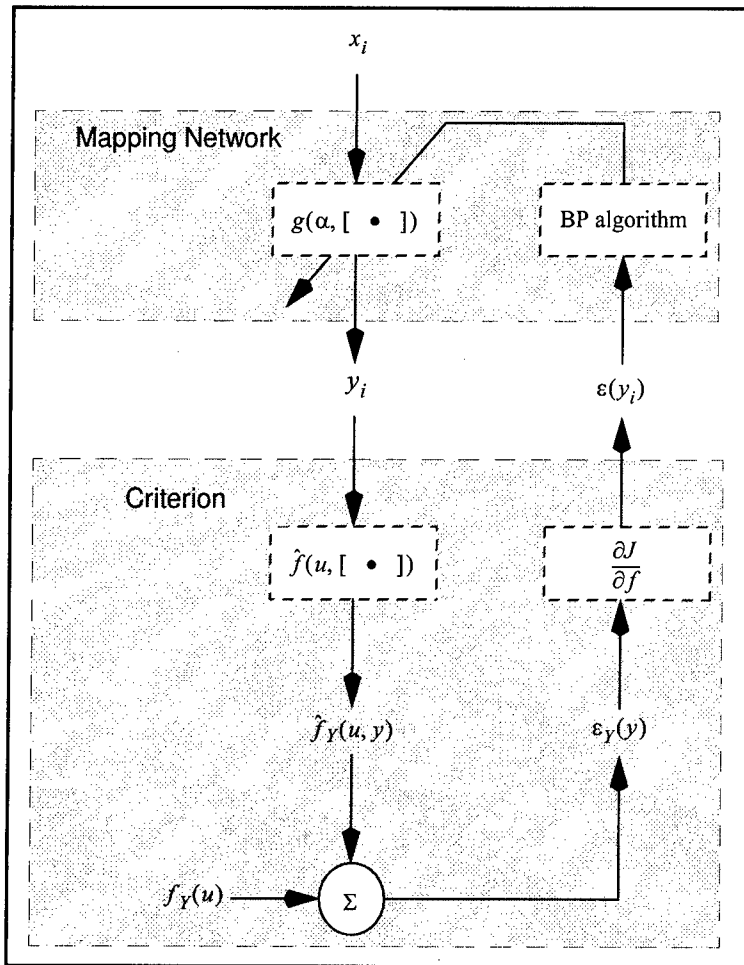 x_i
Mapping Network
g(α, [ • ])
BP algorithm
y_i
ε(y_i)
Criterion
f̂(u, [ • ])
∂J
∂f
f̂_Y(u, y)
ε_Y(y)
f_Y(u)
Σ